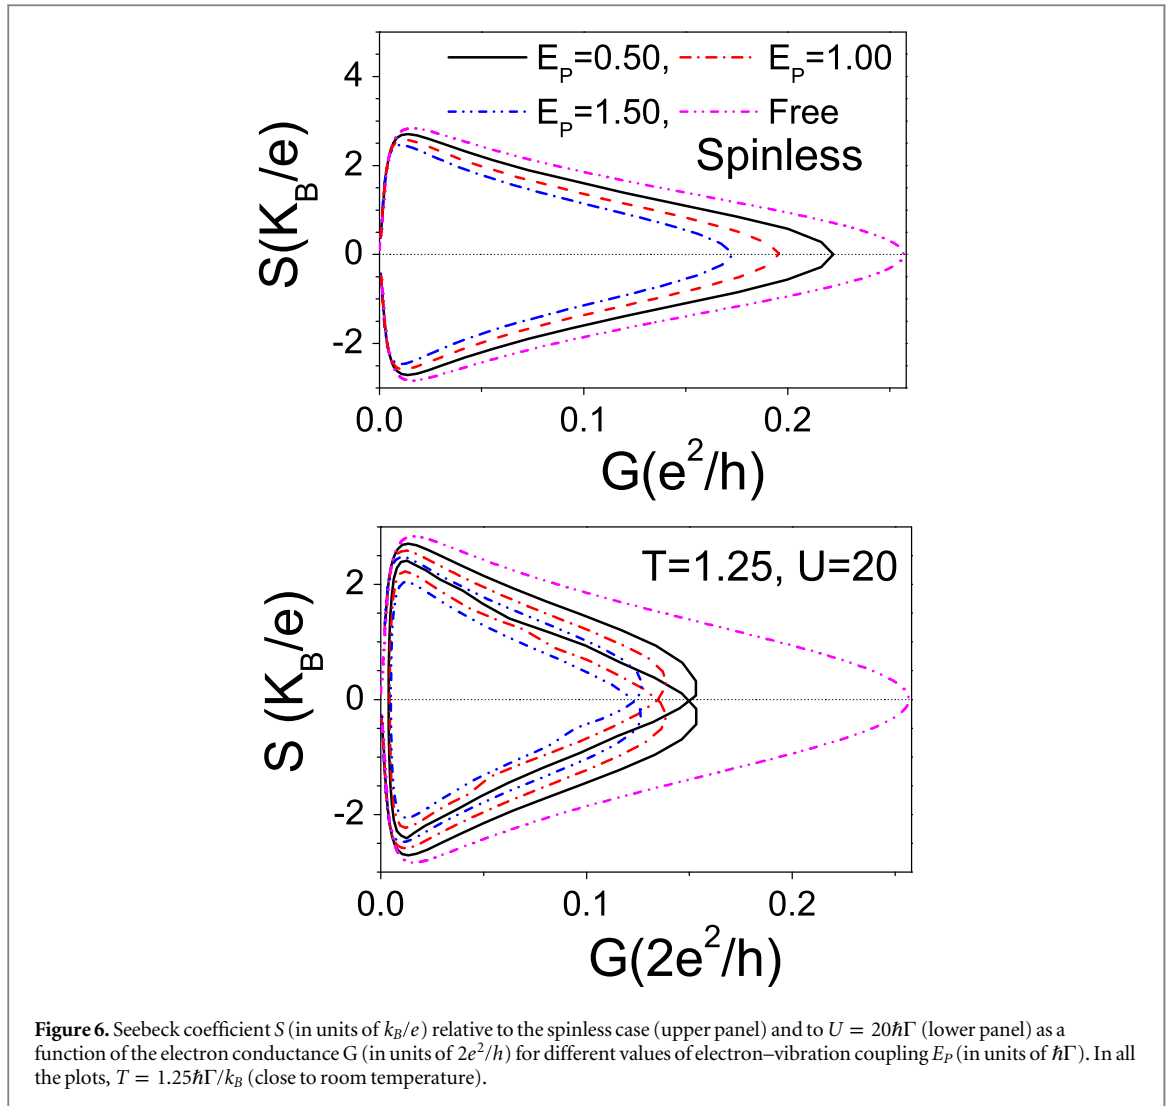 E_P=0.50, E_P=1.00
E_P=1.50, Free
Spinless
4
2
0
-2
S(K_B/e)
0.0 0.1 0.2
G(e^2/h)
T=1.25, U=20
2
0
-2
S (K_B/e)
0.0 0.1 0.2
G(2e^2/h)
Figure 6. Seebeck coefficient S (in units of k_B/e) relative to the spinless case (upper panel) and to U = 20ℏΓ (lower panel) as a
function of the electron conductance G (in units of 2e^2/h) for different values of electron–vibration coupling E_P (in units of ℏΓ). In all
the plots, T = 1.25ℏΓ/k_B (close to room temperature).